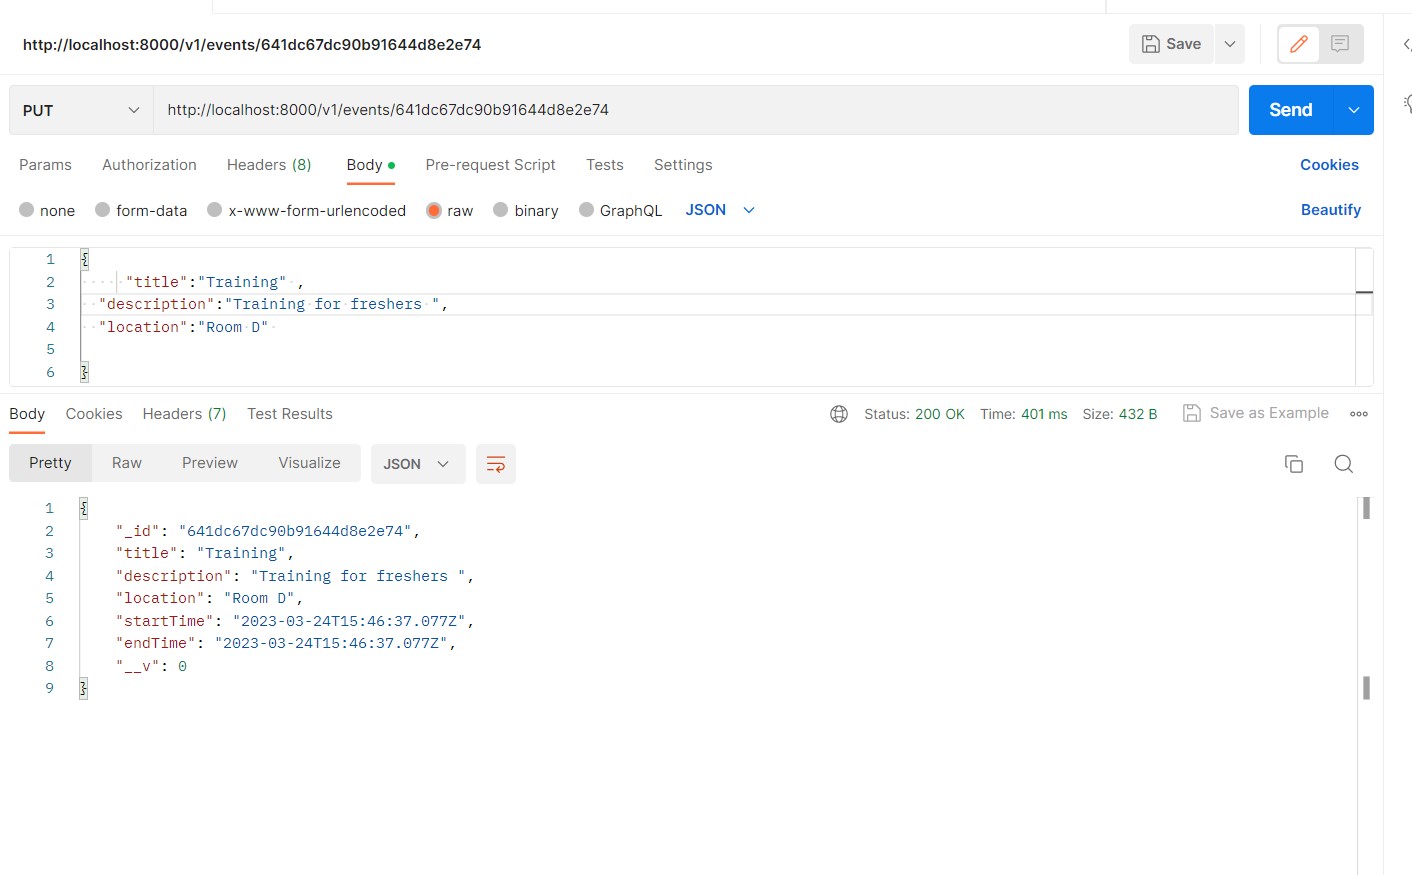 http://localhost:8000/v1/events/641dc67dc90b91644d8e2e74
Save
PUT
http://localhost:8000/v1/events/641dc67dc90b91644d8e2e74
Send
Params Authorization Headers (8) Body Pre-request Script Tests Settings Cookies
none form-data x-www-form-urlencoded raw binary GraphQL JSON Beautify
1 {
2 "title":"Training" ,
3 "description":"Training for freshers ",
4 "location":"Room D"
5
6 }
Body Cookies Headers (7) Test Results Status: 200 OK Time: 401 ms Size: 432 B Save as Example
Pretty Raw Preview Visualize JSON
1 {
2 "_id": "641dc67dc90b91644d8e2e74",
3 "title": "Training",
4 "description": "Training for freshers ",
5 "location": "Room D",
6 "startTime": "2023-03-24T15:46:37.077Z",
7 "endTime": "2023-03-24T15:46:37.077Z",
8 "__v": 0
9 }